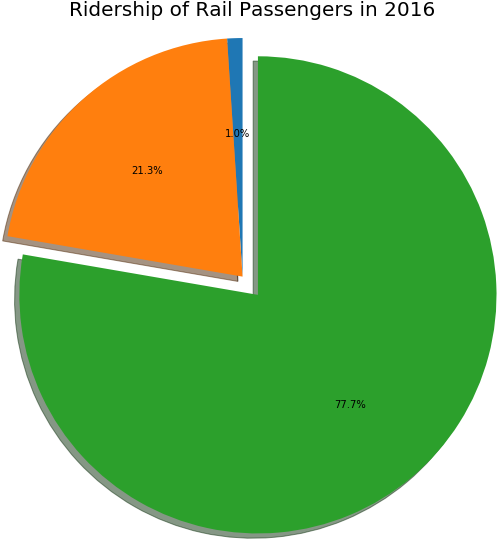 Ridership of Rail Passengers in 2016
1.0%
21.3%
77.7%